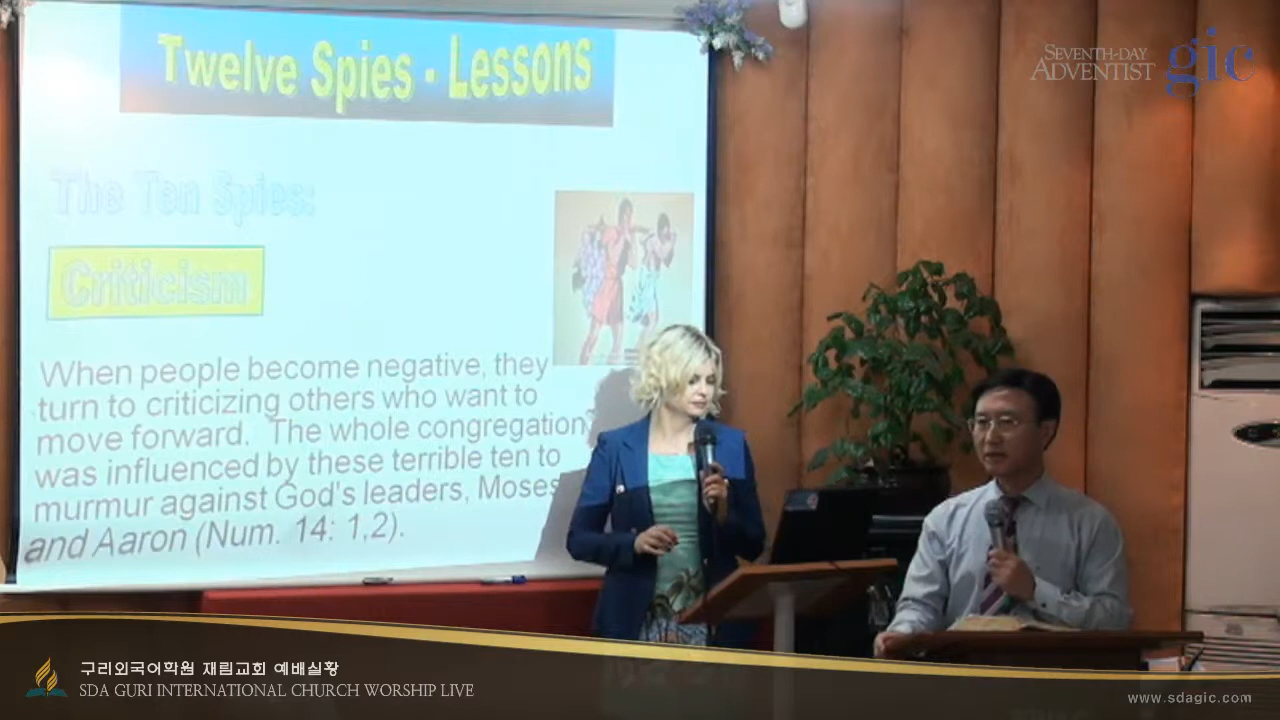 Twelve Spies - Lessons
SEVENTH-DAY
ADVENTIST gic
The Ten Spies:
Criticism
When people become negative, they
turn to criticizing others who want to
move forward. The whole congregation
was influenced by these terrible ten to
murmur against God's leaders, Moses
and Aaron (Num. 14: 1,2).
구리외국어학원 재림교회 예배실황
SDA GURI INTERNATIONAL CHURCH WORSHIP LIVE
www.sdagic.com